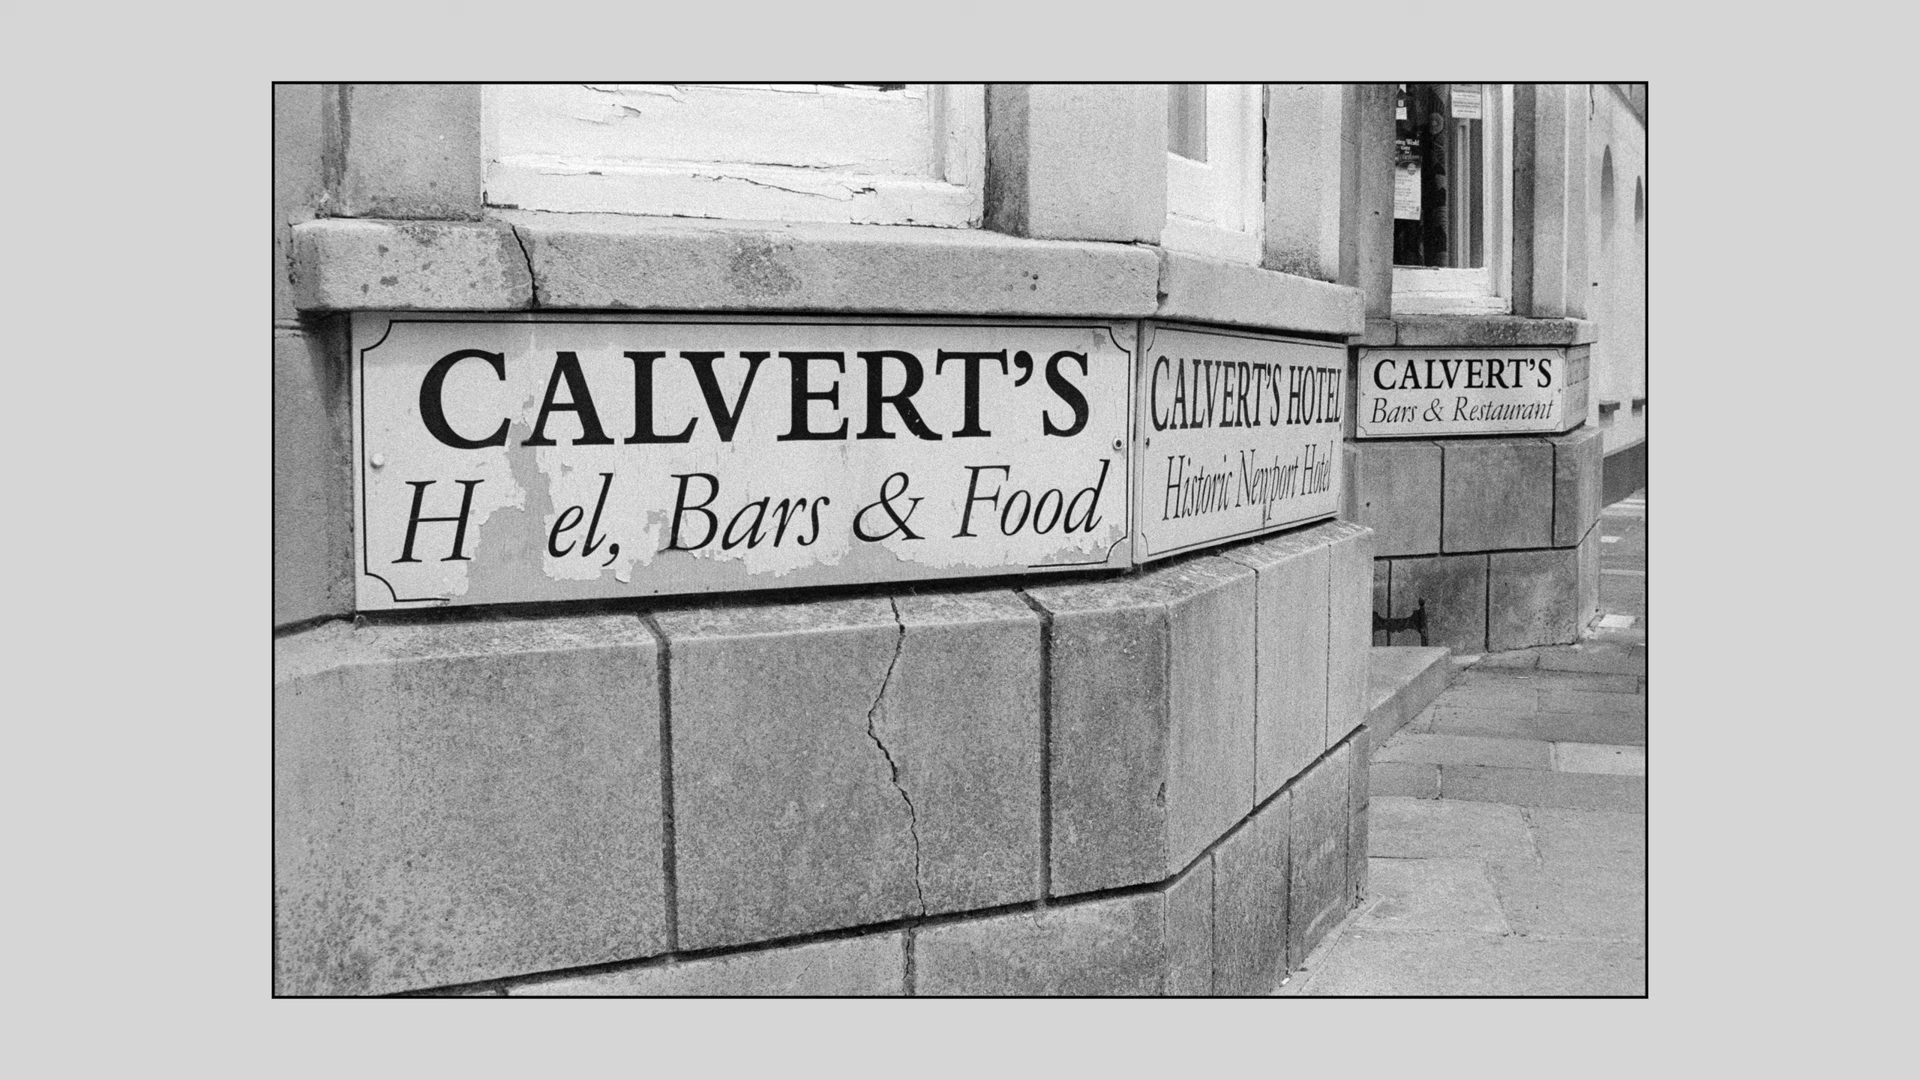 CALVERT'S
H el, Bars & Food
CALVERT'S HOTEL
Historic Newport Hotel
CALVERT'S
Bars & Restaurant